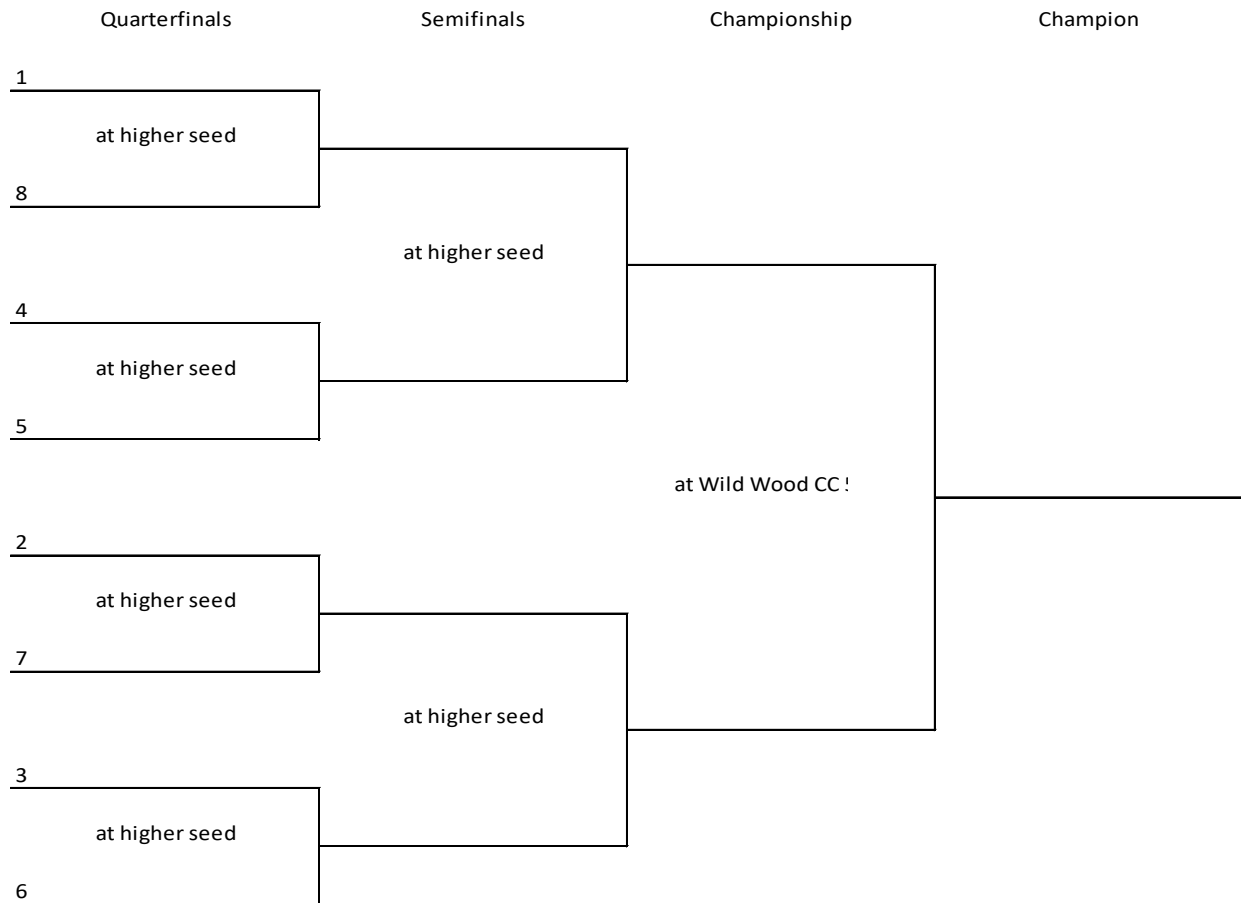 Quarterfinals Semifinals Championship Champion
1
at higher seed
8
at higher seed
4
at higher seed
5
at Wild Wood CC
2
at higher seed
7
at higher seed
3
at higher seed
6